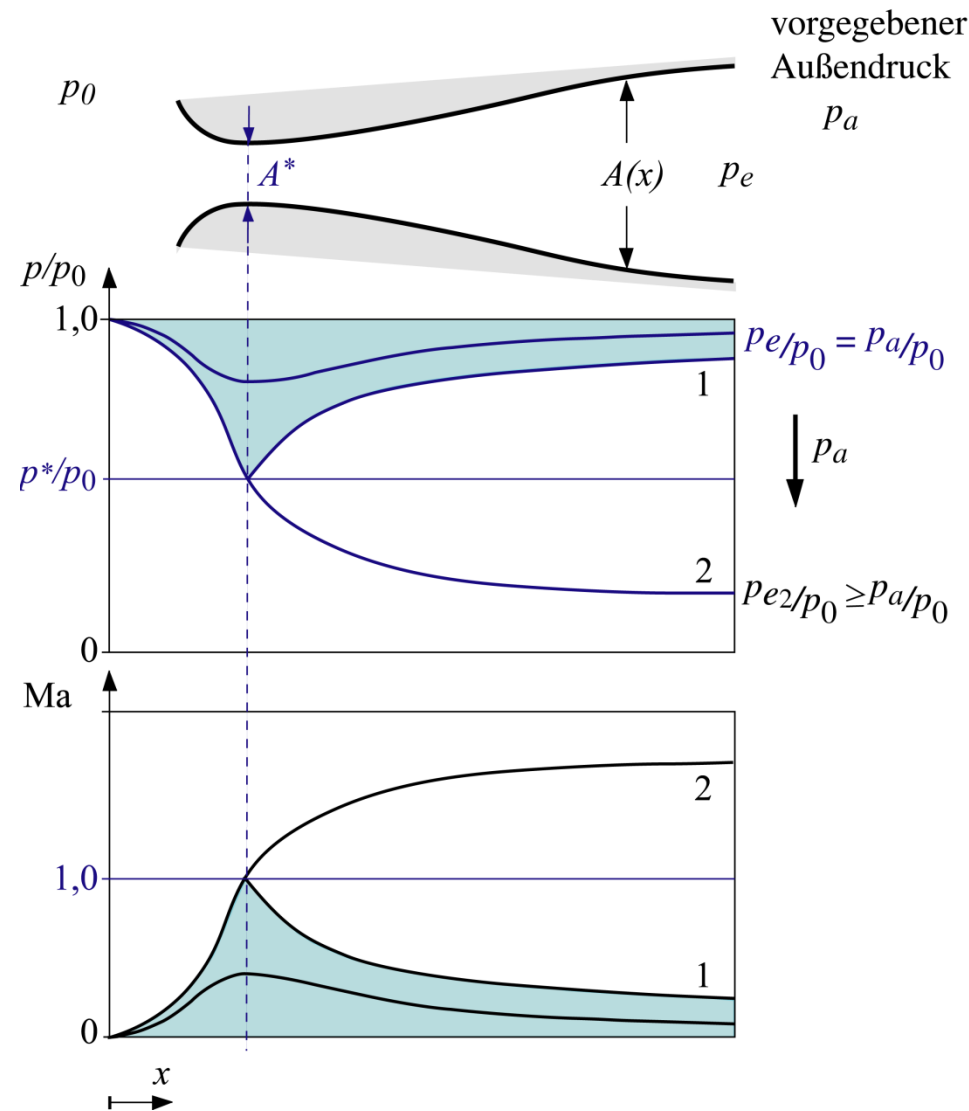 vorgegebener
Außendruck
p₀
pₐ
A*
A(x)
pₑ
p/p₀
1,0
pₑ/p₀ = pₐ/p₀
1
p*/p₀
pₐ
2
pₑ₂/p₀ ≥ pₐ/p₀
0
Ma
2
1,0
1
0
x